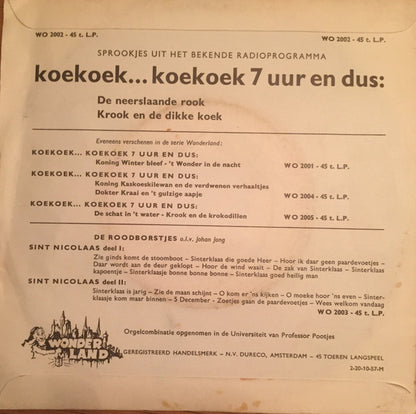 WO 2002 - 45 t. L.P.
WO 2002 - 45 t. L.P.
SPROOKJES UIT HET BEKENDE RADIOPROGRAMMA
koekoek... koekoek 7 uur en dus:
De neerslaande rook
Krook en de dikke koek
Eveneens verschenen in de serie Wonderland:
KOEKOEK... KOEKOEK 7 UUR EN DUS:
Koning Winter bleef - 't Wonder in de nacht WO 2001 - 45 t. L.P.
KOEKOEK... KOEKOEK 7 UUR EN DUS:
Koning Kaskoeskilewan en de verdwenen verhaaltjes
Dokter Kraai en 't gulzige aapje WO 2004 - 45 t. L.P.
KOEKOEK... KOEKOEK 7 UUR EN DUS:
De schat in 't water - Krook en de krokodillen WO 2005 - 45 t. L.P.
DE ROODBORSTJES o.l.v. Johan Jong
SINT NICOLAAS deel I:
Zie ginds komt de stoomboot - Sinterklaas die goede Heer - Hoor ik daar geen paardevoetjes -
Daar wordt aan de deur geklopt - Hoor de wind waait - De zak van Sinterklaas - Sinterklaas
kapoentje - Sinterklaasje bonne bonne bonne - Sinterklaas goed heilig man
SINT NICOLAAS deel II:
Sinterklaas is jarig - Zie de maan schijnt - O kom er 'ns kijken - O moeke hoor 'ns even - Sinter-
klaasje kom maar binnen - 5 December - Zoetjes gaan de paardevoetjes - Wees welkom vandaag
WO 2003 - 45 t. L.P.
WONDER
LAND
Orgelcombinatie opgenomen in de Universiteit van Professor Pootjes
GEREGISTREERD HANDELSMERK - N.V. DURECO, AMSTERDAM - 45 TOEREN LANGSPEEL
2-20-10-57-M